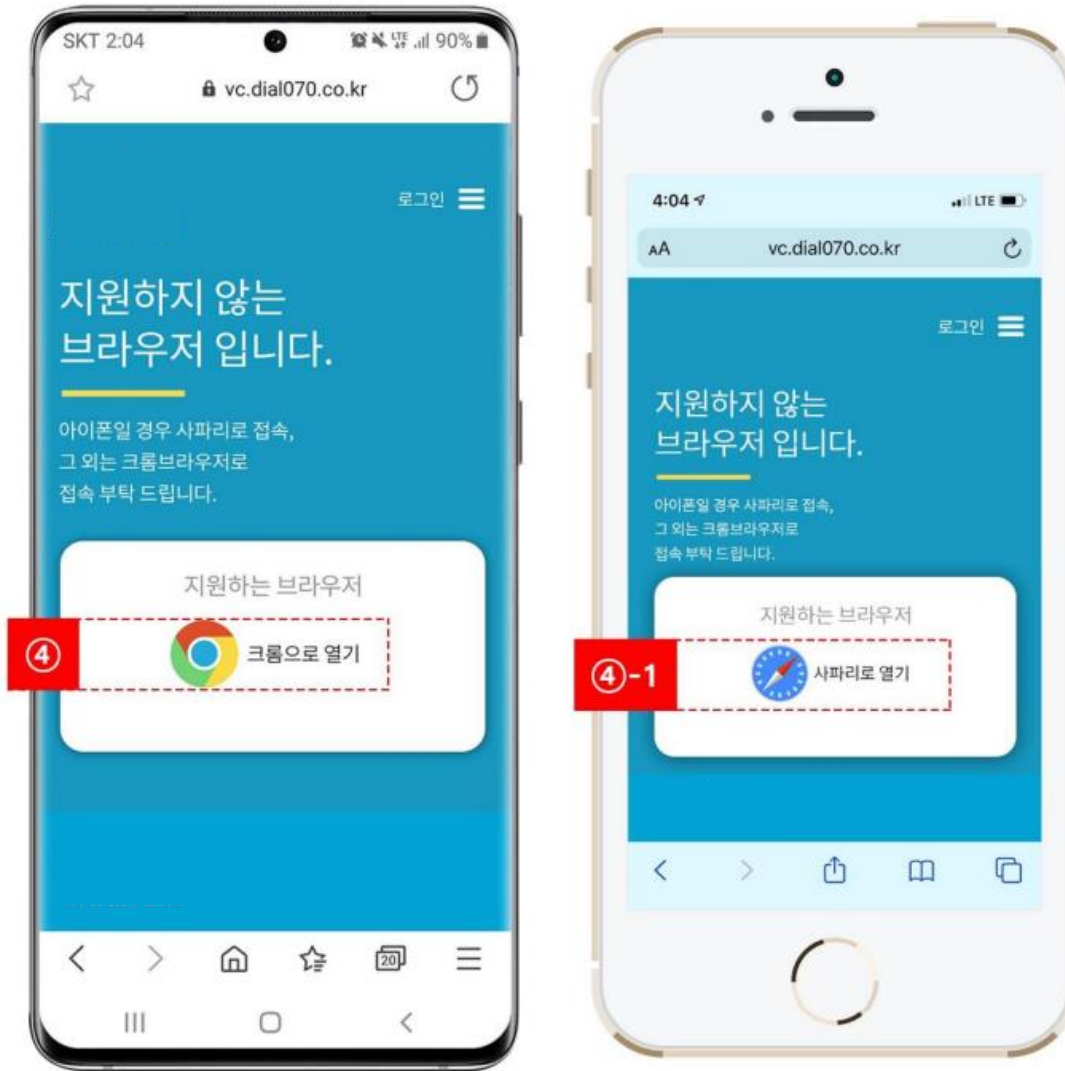 SKT 2:04
LTE
90%
vc.dial070.co.kr
로그인
지원하지 않는
브라우저 입니다.
아이폰일 경우 사파리로 접속,
그 외는 크롬브라우저로
접속 부탁 드립니다.
지원하는 브라우저
④
크롬으로 열기
20
4:04
LTE
AA
vc.dial070.co.kr
로그인
지원하지 않는
브라우저 입니다.
아이폰일 경우 사파리로 접속,
그 외는 크롬브라우저로
접속 부탁 드립니다.
지원하는 브라우저
④-1
사파리로 열기